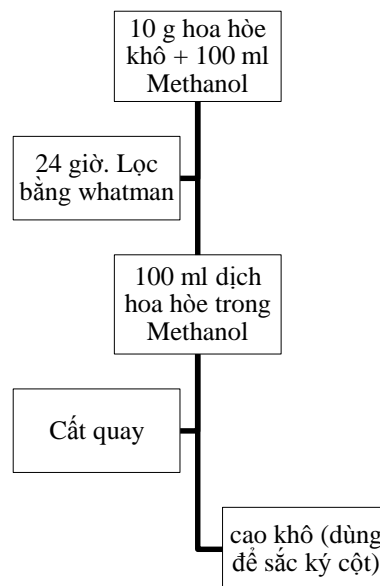 10 g hoa hòe
khô + 100 ml
Methanol
24 giờ. Lọc
bằng whatman
100 ml dịch
hoa hòe trong
Methanol
Cất quay
cao khô (dùng
để sắc ký cột)